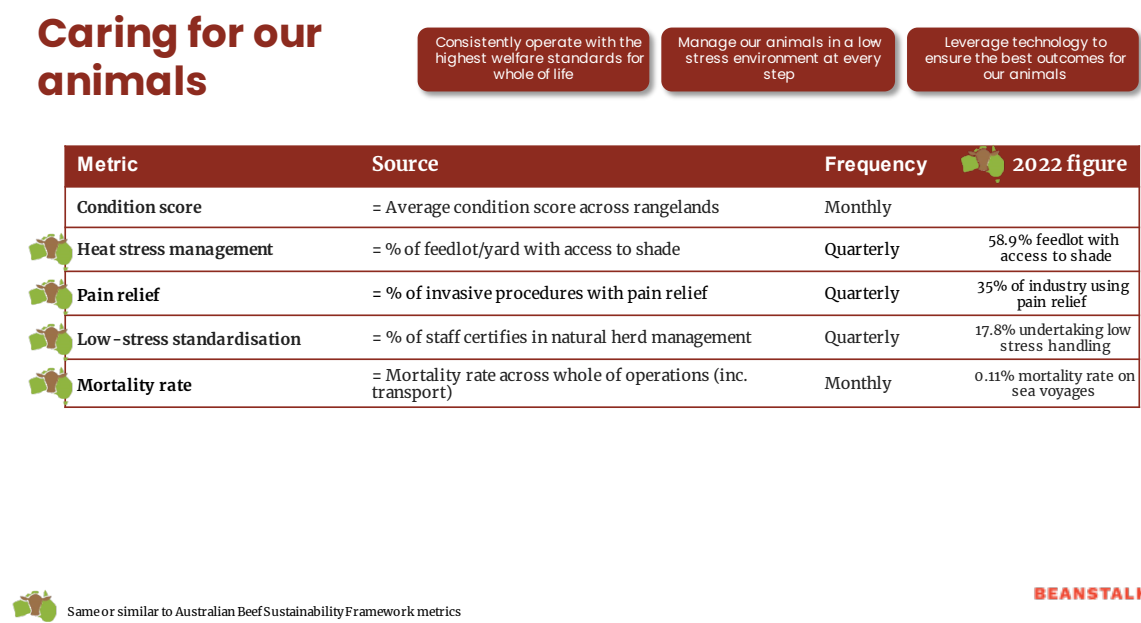 Caring for our
animals
Consistently operate with the
highest welfare standards for
whole of life
Manage our animals in a low
stress environment at every
step
Leverage technology to
ensure the best outcomes for
our animals
Metric Source Frequency 2022 figure
Condition score = Average condition score across rangelands Monthly
Heat stress management = % of feedlot/yard with access to shade Quarterly 58.9% feedlot with
access to shade
Pain relief = % of invasive procedures with pain relief Quarterly 35% of industry using
pain relief
Low-stress standardisation = % of staff certifies in natural herd management Quarterly 17.8% undertaking low
stress handling
Mortality rate = Mortality rate across whole of operations (inc.
transport) Monthly 0.11% mortality rate on
sea voyages
Same or similar to Australian Beef Sustainability Framework metrics
BEANSTALK